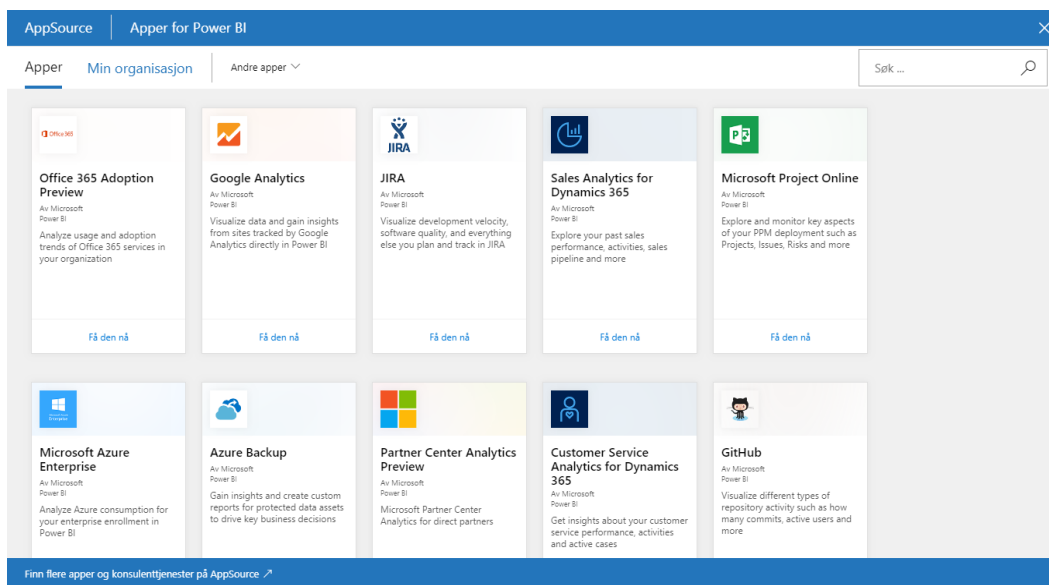 AppSource
Apper for Power BI
Apper
Min organisasjon
Andre apper
Søk ...
Office 365
Office 365 Adoption
Preview
Av Microsoft
Power BI
Analyze usage and adoption
trends of Office 365 services in
your organization
Få den nå
Google Analytics
Av Microsoft
Power BI
Visualize data and gain insights
from sites tracked by Google
Analytics directly in Power BI
Få den nå
JIRA
JIRA
Av Microsoft
Power BI
Visualize development velocity,
software quality, and everything
else you plan and track in JIRA
Få den nå
Sales Analytics for
Dynamics 365
Av Microsoft
Power BI
Explore your past sales
performance, activities, sales
pipeline and more
Få den nå
Microsoft Project Online
Av Microsoft
Power BI
Explore and monitor key aspects
of your PPM deployment such as
Projects, Issues, Risks and more
Få den nå
Microsoft Azure
Enterprise
Av Microsoft
Power BI
Analyze Azure consumption for
your enterprise enrollment in
Power BI
Azure Backup
Av Microsoft
Power BI
Gain insights and create custom
reports for protected data assets
to drive key business decisions
Partner Center Analytics
Preview
Av Microsoft
Power BI
Microsoft Partner Center
Analytics for direct partners
Customer Service
Analytics for Dynamics
365
Av Microsoft
Power BI
Get insights about your customer
service performance, activities
and active cases
GitHub
Av Microsoft
Power BI
Visualize different types of
repository activity such as how
many commits, active users and
more
Finn flere apper og konsulenttjenester på AppSource